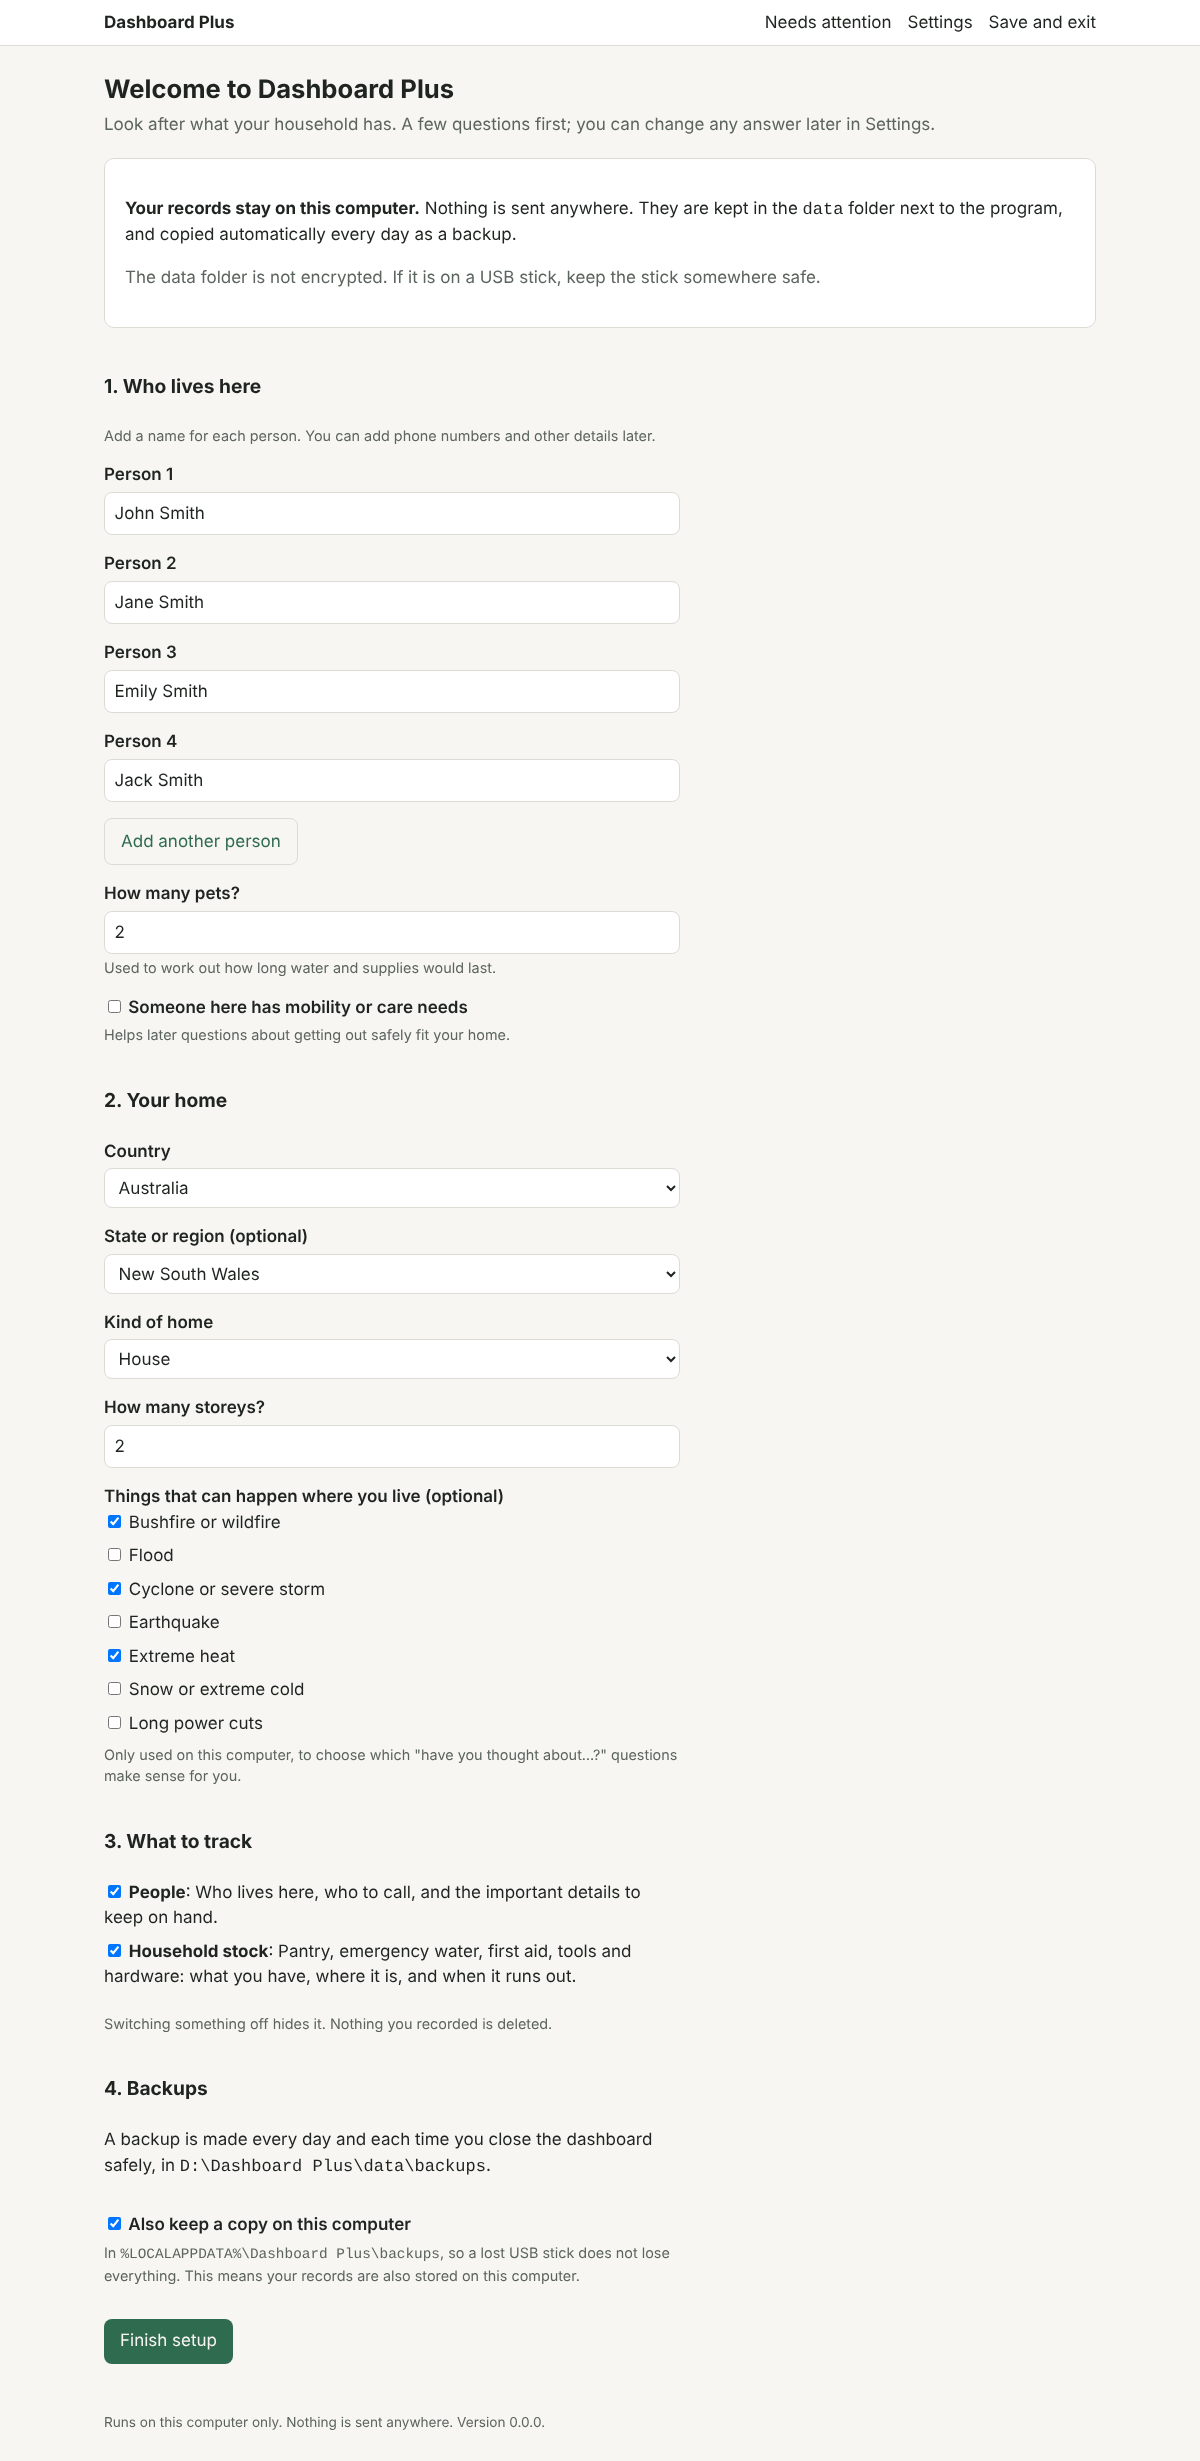 Dashboard Plus
Needs attention Settings Save and exit
Welcome to Dashboard Plus
Look after what your household has. A few questions first; you can change any answer later in Settings.
Your records stay on this computer. Nothing is sent anywhere. They are kept in the data folder next to the program,
and copied automatically every day as a backup.
The data folder is not encrypted. If it is on a USB stick, keep the stick somewhere safe.
1. Who lives here
Add a name for each person. You can add phone numbers and other details later.
Person 1
John Smith
Person 2
Jane Smith
Person 3
Emily Smith
Person 4
Jack Smith
Add another person
How many pets?
2
Used to work out how long water and supplies would last.
Someone here has mobility or care needs
Helps later questions about getting out safely fit your home.
2. Your home
Country
Australia
State or region (optional)
New South Wales
Kind of home
House
How many storeys?
2
Things that can happen where you live (optional)
Bushfire or wildfire
Flood
Cyclone or severe storm
Earthquake
Extreme heat
Snow or extreme cold
Long power cuts
Only used on this computer, to choose which "have you thought about...?" questions
make sense for you.
3. What to track
People: Who lives here, who to call, and the important details to
keep on hand.
Household stock: Pantry, emergency water, first aid, tools and
hardware: what you have, where it is, and when it runs out.
Switching something off hides it. Nothing you recorded is deleted.
4. Backups
A backup is made every day and each time you close the dashboard
safely, in D:\Dashboard Plus\data\backups.
Also keep a copy on this computer
In %LOCALAPPDATA%\Dashboard Plus\backups, so a lost USB stick does not lose
everything. This means your records are also stored on this computer.
Finish setup
Runs on this computer only. Nothing is sent anywhere. Version 0.0.0.